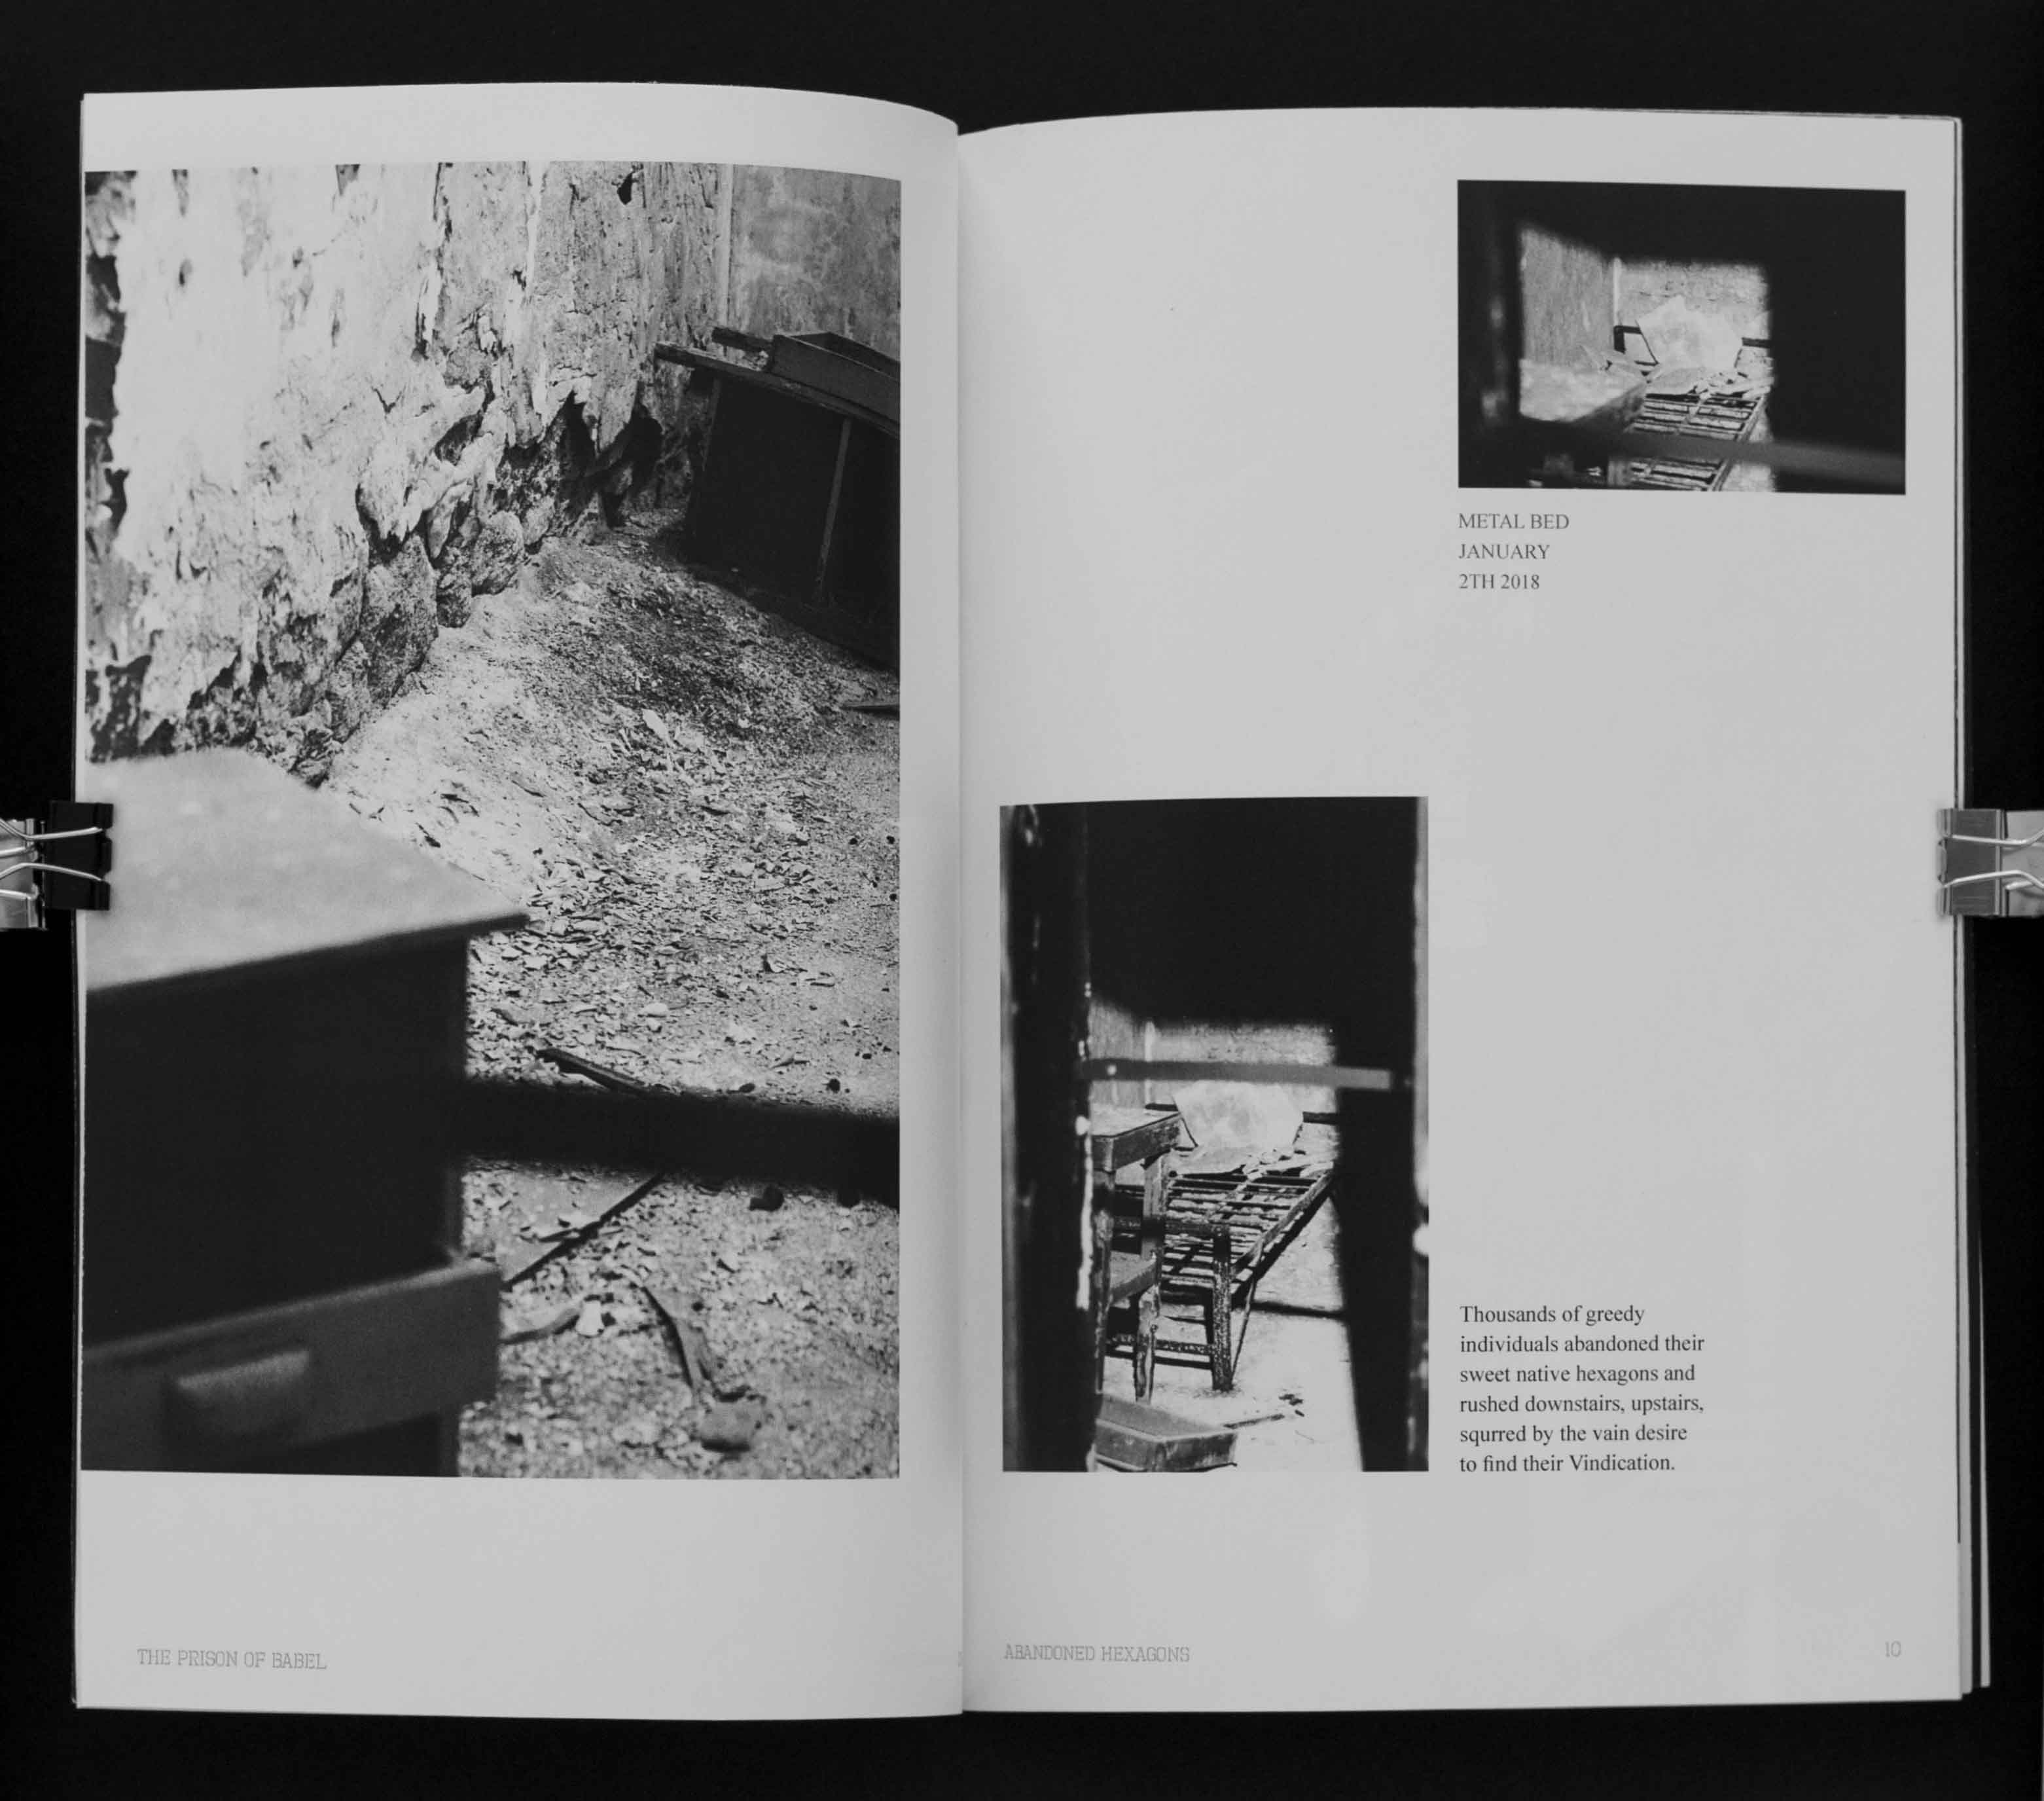 METAL BED
JANUARY
2TH 2018
Thousands of greedy
individuals abandoned their
sweet native hexagons and
rushed downstairs, upstairs,
squrred by the vain desire
to find their Vindication.
THE PRISON OF BABEL
ABANDONED HEXAGONS
10